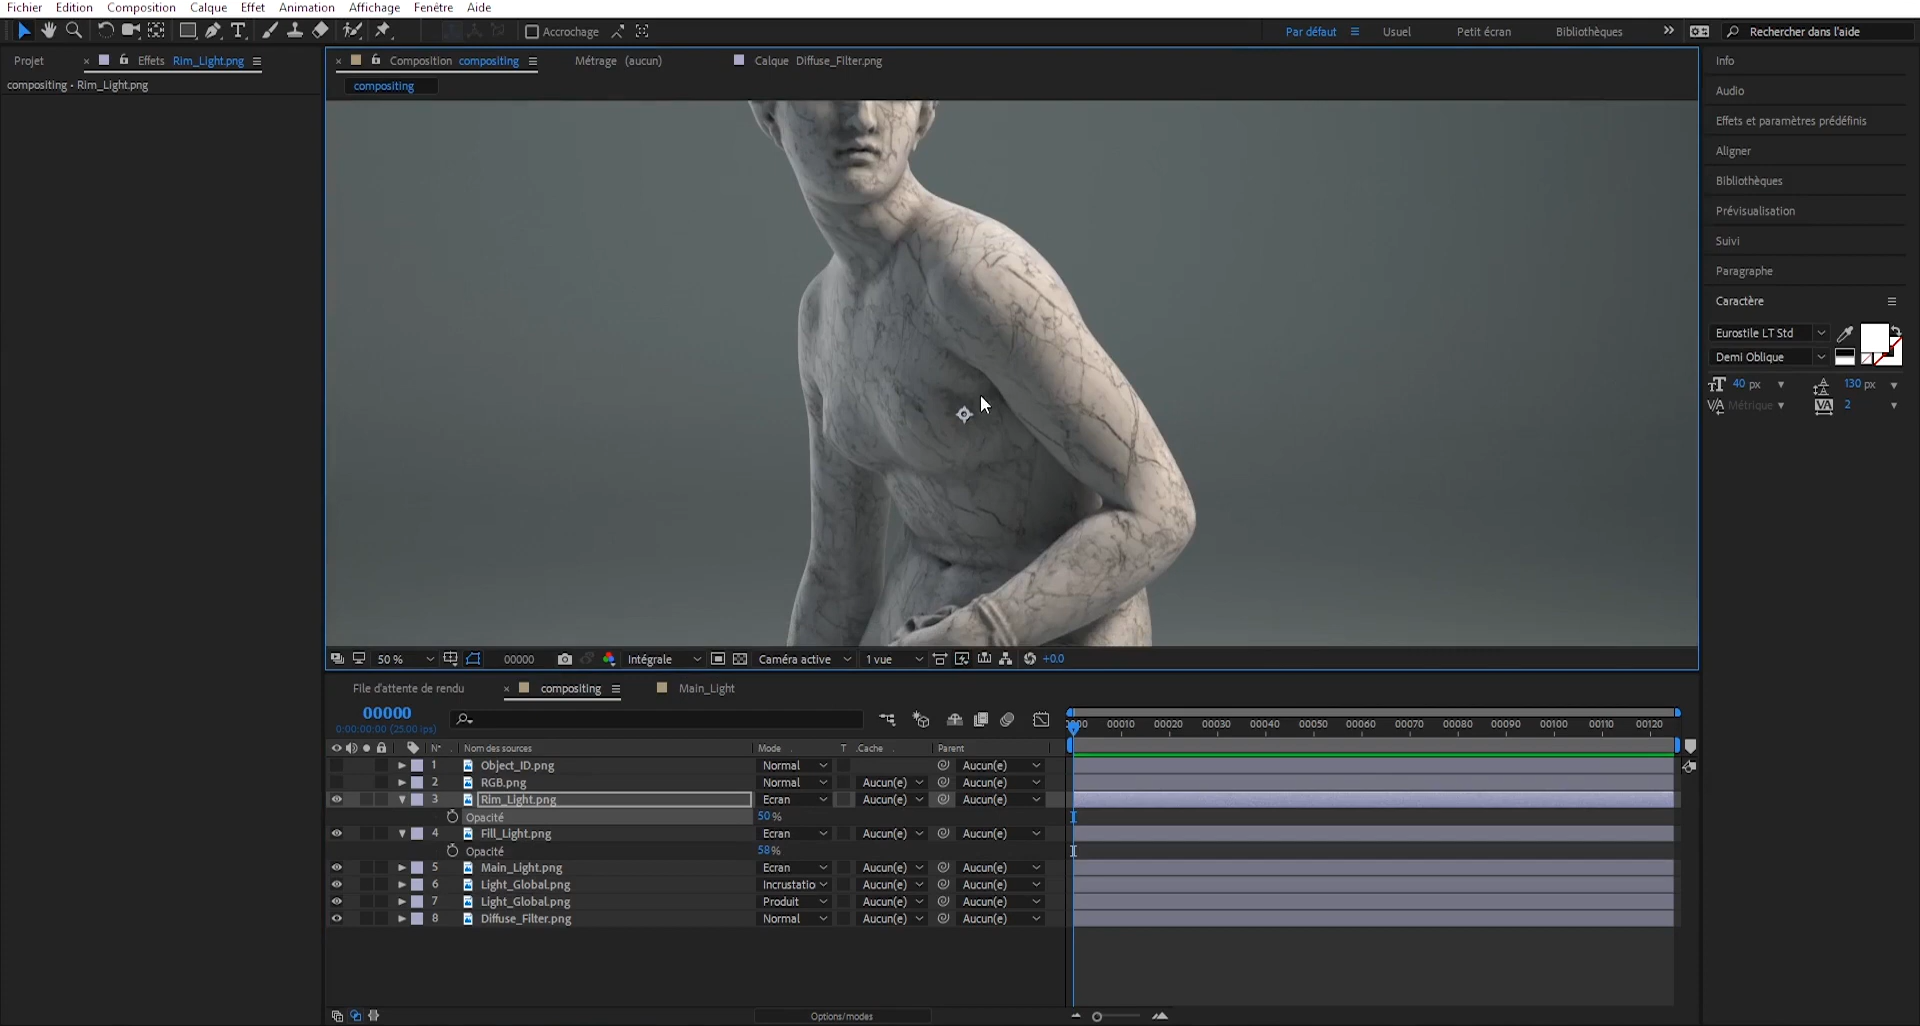 Fichier Edition Composition Calque Effet Animation Affichage Fenêtre Aide
Accrochage
Par défaut Usuel Petit écran Bibliothèques Rechercher dans l'aide
Projet Effets Rim_Light.png
compositing • Rim_Light.png
Composition compositing Métrage (aucun) Calque Diffuse_Filter.png
compositing
Info
Audio
Effets et paramètres prédéfinis
Aligner
Bibliothèques
Prévisualisation
Suivi
Paragraphe
Caractère
Eurostile LT Std
Demi Oblique
40 px 130 px
Métrique 2
50 % 00000 Intégrale Caméra active 1 vue +0.0
File d'attente de rendu compositing Main_Light
00000
0:00:00:00 (25.00 ips)
00010 00020 00030 00040 00050 00060 00070 00080 00090 00100 00110 00120
N° Nom des sources Mode T .Cache Parent
1 Object_ID.png Normal Aucun(e)
2 RGB.png Normal Aucun(e) Aucun(e)
3 Rim_Light.png Ecran Aucun(e) Aucun(e)
Opacité 50 %
4 Fill_Light.png Ecran Aucun(e) Aucun(e)
Opacité 58 %
5 Main_Light.png Ecran Aucun(e) Aucun(e)
6 Light_Global.png Incrustatio Aucun(e) Aucun(e)
7 Light_Global.png Produit Aucun(e) Aucun(e)
8 Diffuse_Filter.png Normal Aucun(e) Aucun(e)
Options/modes